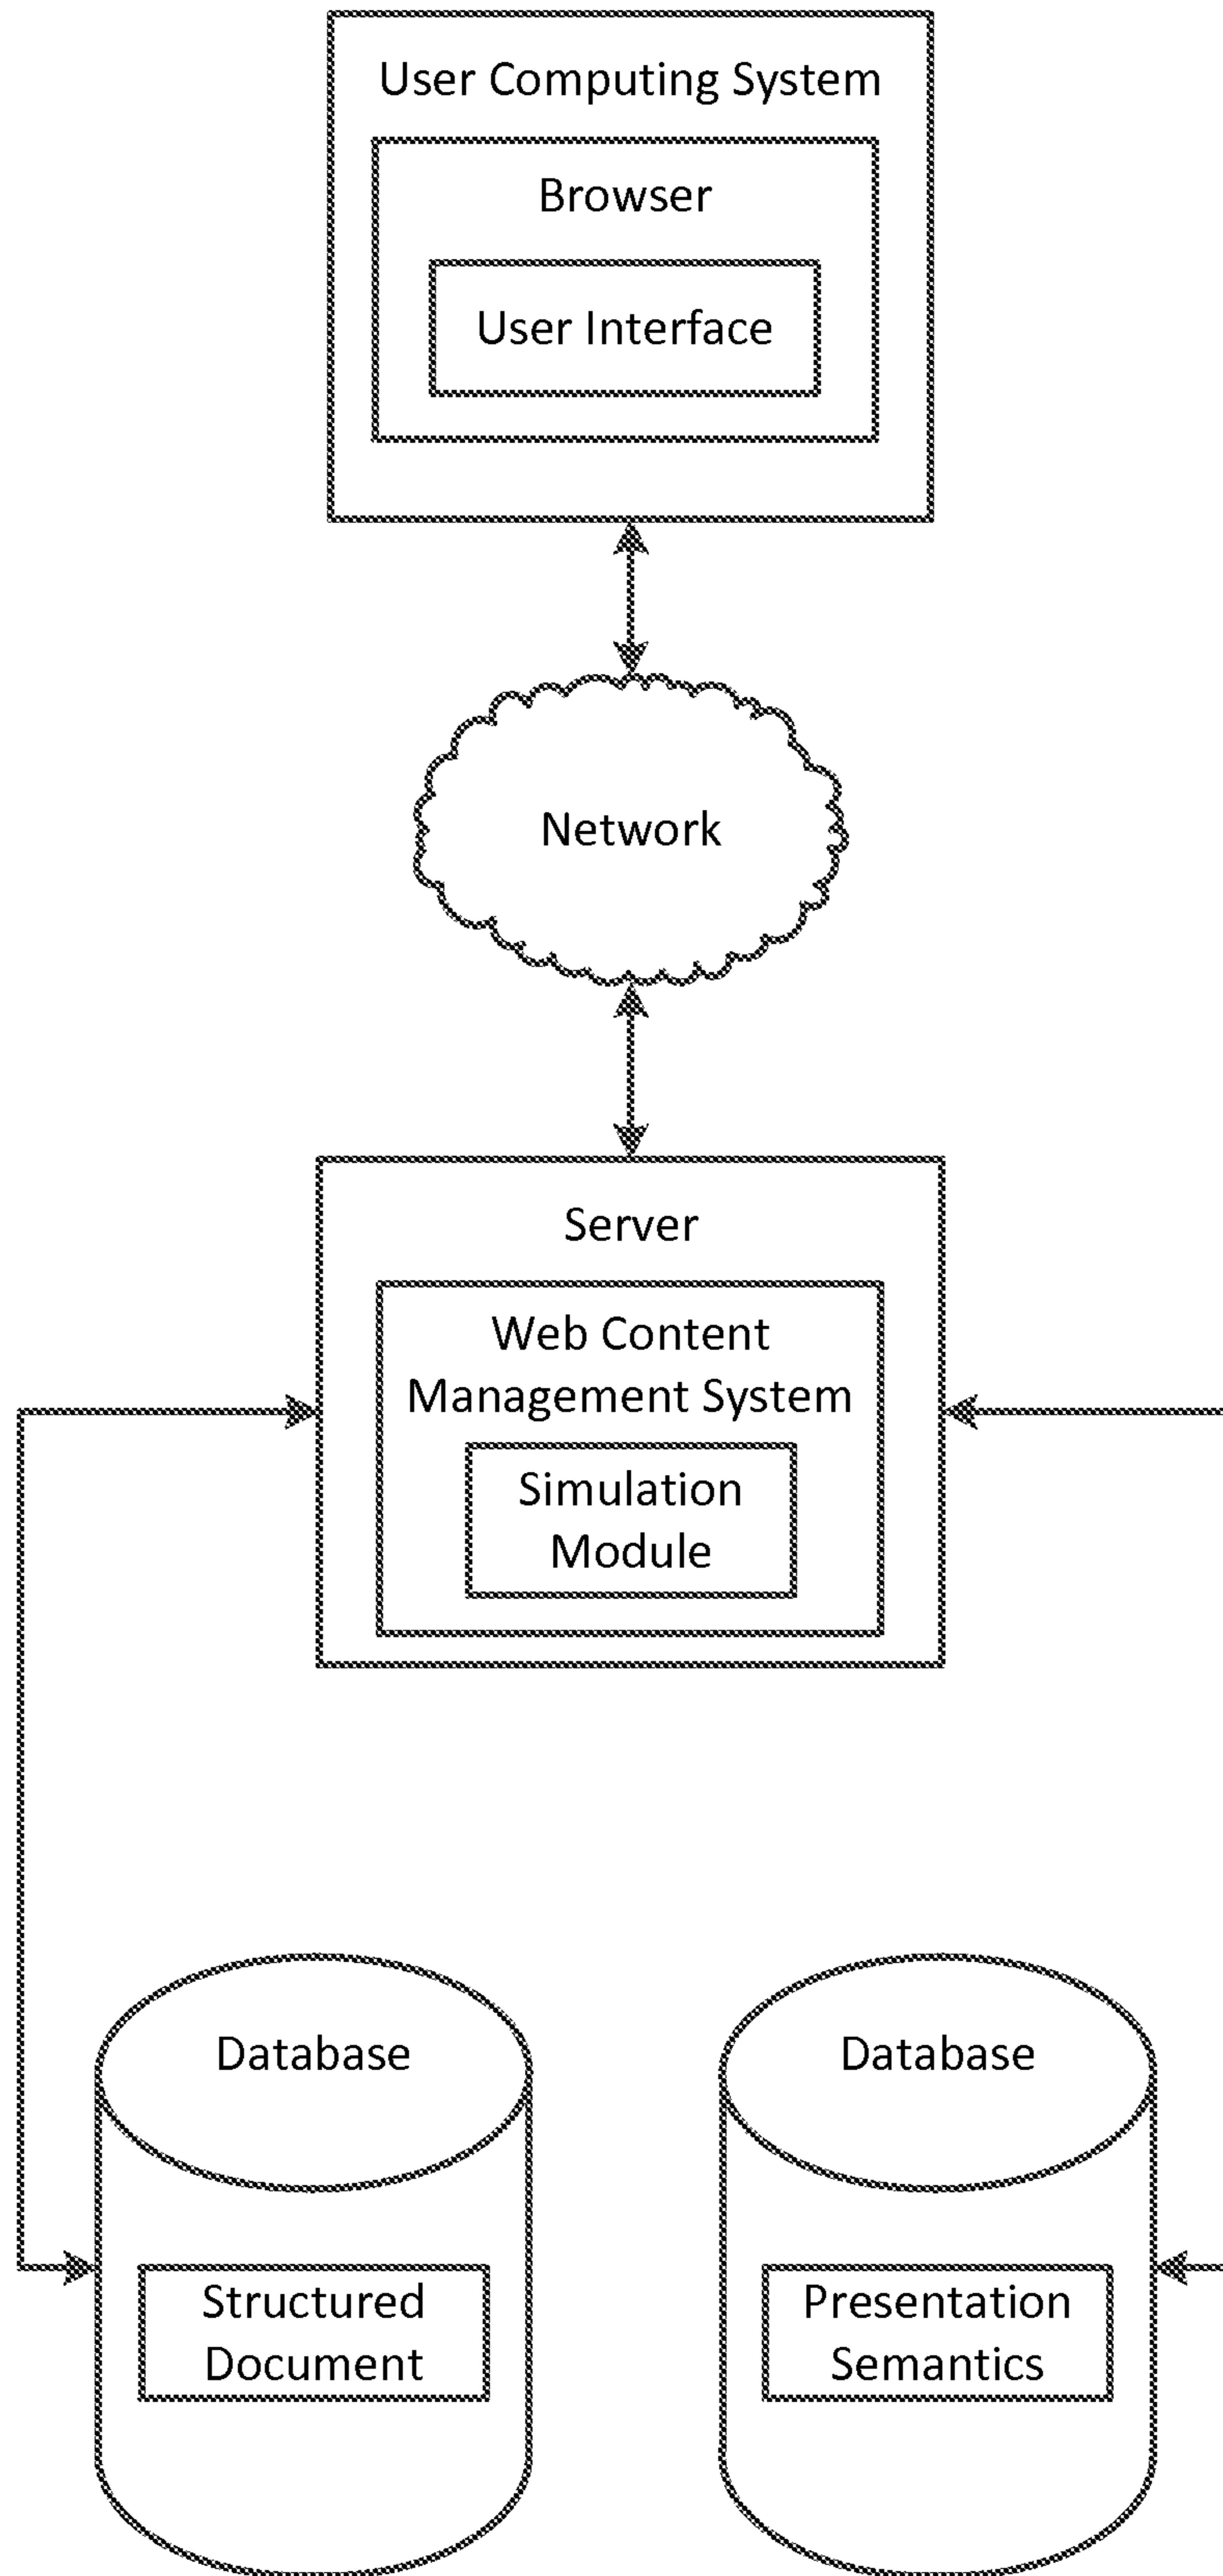 User Computing System
Browser
User Interface
Network
Server
Web Content
Management System
Simulation
Module
Database
Structured
Document
Database
Presentation
Semantics